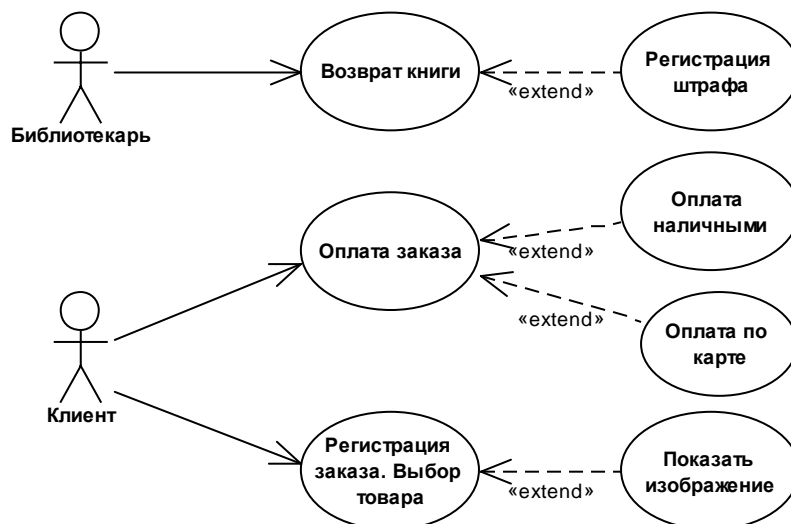 Возврат книги
Регистрация
штрафа
«extend»
Библиотекарь
Оплата
наличными
Оплата заказа
«extend»
«extend»
Оплата по
карте
Клиент
Регистрация
заказа. Выбор
товара
Показать
изображение
«extend»